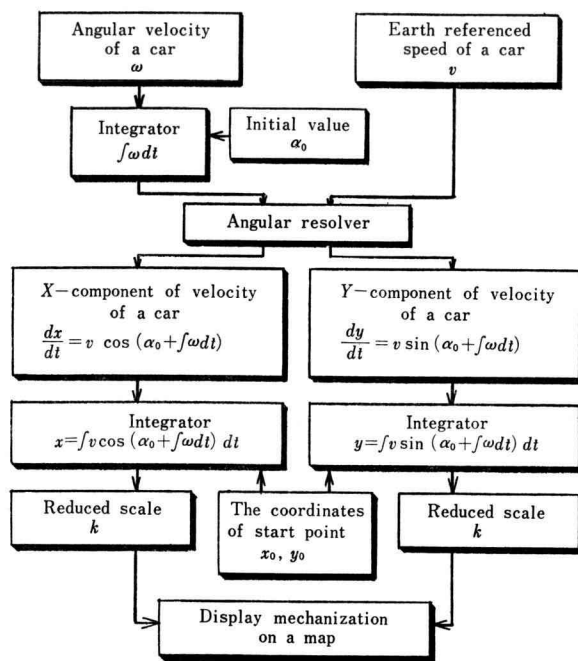 Angular velocity
of a car
ω
Earth referenced
speed of a car
v
Integrator
∫ωdt
Initial value
α₀
Angular resolver
X−component of velocity
of a car
dx/dt = v cos (α₀+∫ωdt)
Y−component of velocity
of a car
dy/dt = v sin (α₀+∫ωdt)
Integrator
x=∫v cos (α₀+∫ωdt) dt
Integrator
y=∫v sin (α₀+∫ωdt) dt
Reduced scale
k
The coordinates
of start point
x₀, y₀
Reduced scale
k
Display mechanization
on a map